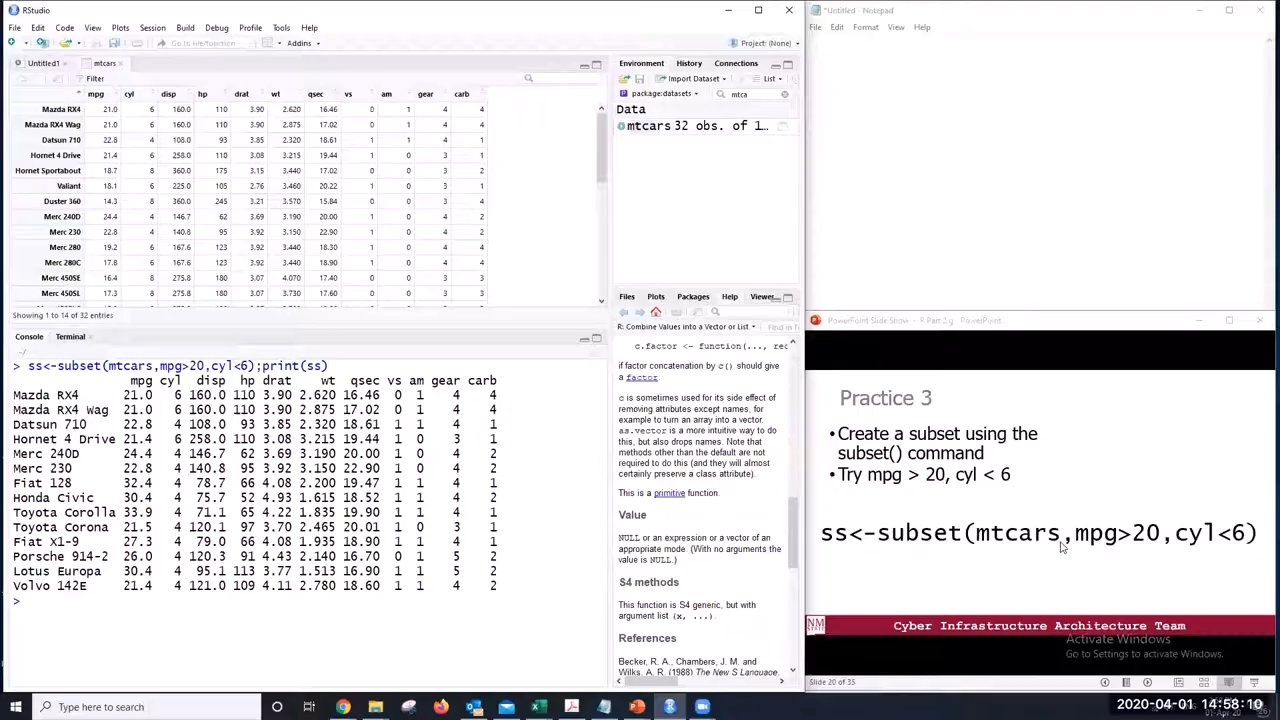 RStudio
File Edit Code View Plots Session Build Debug Profile Tools Help
Go to file/function Addins Project: (None)
Untitled1 mtcars
Filter
mpg cyl disp hp drat wt qsec vs am gear carb
Mazda RX4 21.0 6 160.0 110 3.90 2.620 16.46 0 1 4 4
Mazda RX4 Wag 21.0 6 160.0 110 3.90 2.875 17.02 0 1 4 4
Datsun 710 22.8 4 108.0 93 3.85 2.320 18.61 1 1 4 1
Hornet 4 Drive 21.4 6 258.0 110 3.08 3.215 19.44 1 0 3 1
Hornet Sportabout 18.7 8 360.0 175 3.15 3.440 17.02 0 0 3 2
Valiant 18.1 6 225.0 105 2.76 3.460 20.22 1 0 3 1
Duster 360 14.3 8 360.0 245 3.21 3.570 15.84 0 0 3 4
Merc 240D 24.4 4 146.7 62 3.69 3.190 20.00 1 0 4 2
Merc 230 22.8 4 140.8 95 3.92 3.150 22.90 1 0 4 2
Merc 280 19.2 6 167.6 123 3.92 3.440 18.30 1 0 4 4
Merc 280C 17.8 6 167.6 123 3.92 3.440 18.90 1 0 4 4
Merc 450SE 16.4 8 275.8 180 3.07 4.070 17.40 0 0 3 3
Merc 450SL 17.3 8 275.8 180 3.07 3.730 17.60 0 0 3 3
Showing 1 to 14 of 32 entries
Console Terminal
~/
> ss<-subset(mtcars,mpg>20,cyl<6);print(ss)
mpg cyl disp hp drat wt qsec vs am gear carb
Mazda RX4 21.0 6 160.0 110 3.90 2.620 16.46 0 1 4 4
Mazda RX4 Wag 21.0 6 160.0 110 3.90 2.875 17.02 0 1 4 4
Datsun 710 22.8 4 108.0 93 3.85 2.320 18.61 1 1 4 1
Hornet 4 Drive 21.4 6 258.0 110 3.08 3.215 19.44 1 0 3 1
Merc 240D 24.4 4 146.7 62 3.69 3.190 20.00 1 0 4 2
Merc 230 22.8 4 140.8 95 3.92 3.150 22.90 1 0 4 2
Fiat 128 32.4 4 78.7 66 4.08 2.200 19.47 1 1 4 1
Honda Civic 30.4 4 75.7 52 4.93 1.615 18.52 1 1 4 2
Toyota Corolla 33.9 4 71.1 65 4.22 1.835 19.90 1 1 4 1
Toyota Corona 21.5 4 120.1 97 3.70 2.465 20.01 1 0 3 1
Fiat X1-9 27.3 4 79.0 66 4.08 1.935 18.90 1 1 4 1
Porsche 914-2 26.0 4 120.3 91 4.43 2.140 16.70 0 1 5 2
Lotus Europa 30.4 4 95.1 113 3.77 1.513 16.90 1 1 5 2
Volvo 142E 21.4 4 121.0 109 4.11 2.780 18.60 1 1 4 2
>
Environment History Connections
Import Dataset List
package:datasets mtca
Data
mtcars 32 obs. of 1…
Files Plots Packages Help Viewer
R: Combine Values into a Vector or List Find in
c.factor <- function(..., rec
if factor concatenation by c() should give
a factor.
c is sometimes used for its side effect of
removing attributes except names, for
example to turn an array into a vector.
as.vector is a more intuitive way to do
this, but also drops names. Note that
methods other than the default are not
required to do this (and they will almost
certainly preserve a class attribute).
This is a primitive function.
Value
NULL or an expression or a vector of an
appropriate mode. (With no arguments the
value is NULL.)
S4 methods
This function is S4 generic, but with
argument list (x, ...).
References
Becker, R. A., Chambers, J. M. and
Wilks, A. R. (1988) The New S Language.
*Untitled - Notepad
File Edit Format View Help
PowerPoint Slide Show - PowerPoint
Practice 3
•Create a subset using the
subset() command
•Try mpg > 20, cyl < 6
ss<-subset(mtcars,mpg>20,cyl<6)
NM
Cyber Infrastructure Architecture Team
Activate Windows
Go to Settings to activate Windows.
Slide 20 of 35
Type here to search
2020-04-01 14:58:10